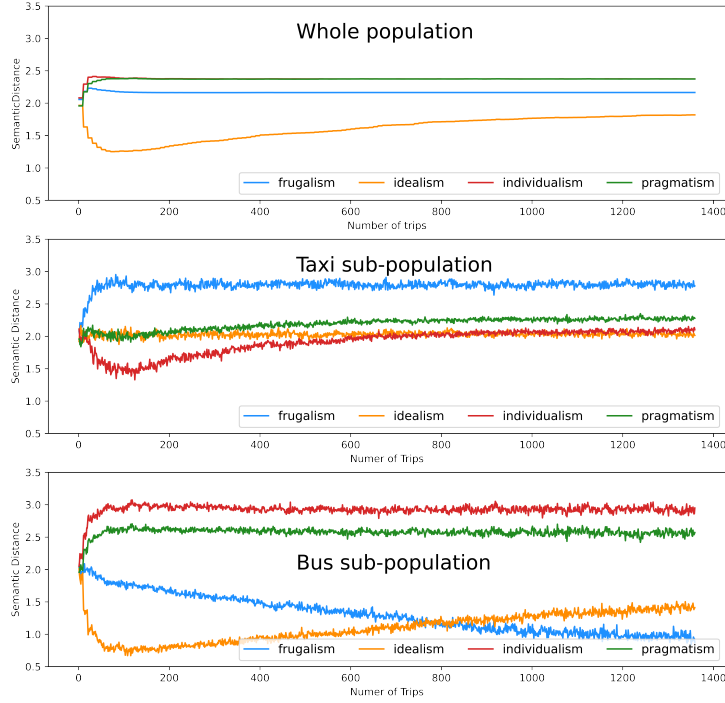 Whole population
SemanticDistance
3.5
3.0
2.5
2.0
1.5
1.0
0.5
frugalism idealism individualism pragmatism
0 200 400 600 800 1000 1200 1400
Number of trips
Taxi sub-population
Semantic Distance
3.5
3.0
2.5
2.0
1.5
1.0
0.5
frugalism idealism individualism pragmatism
0 200 400 600 800 1000 1200 1400
Numer of Trips
Bus sub-population
Semantic Distance
3.5
3.0
2.5
2.0
1.5
1.0
0.5
frugalism idealism individualism pragmatism
0 200 400 600 800 1000 1200 1400
Numer of Trips